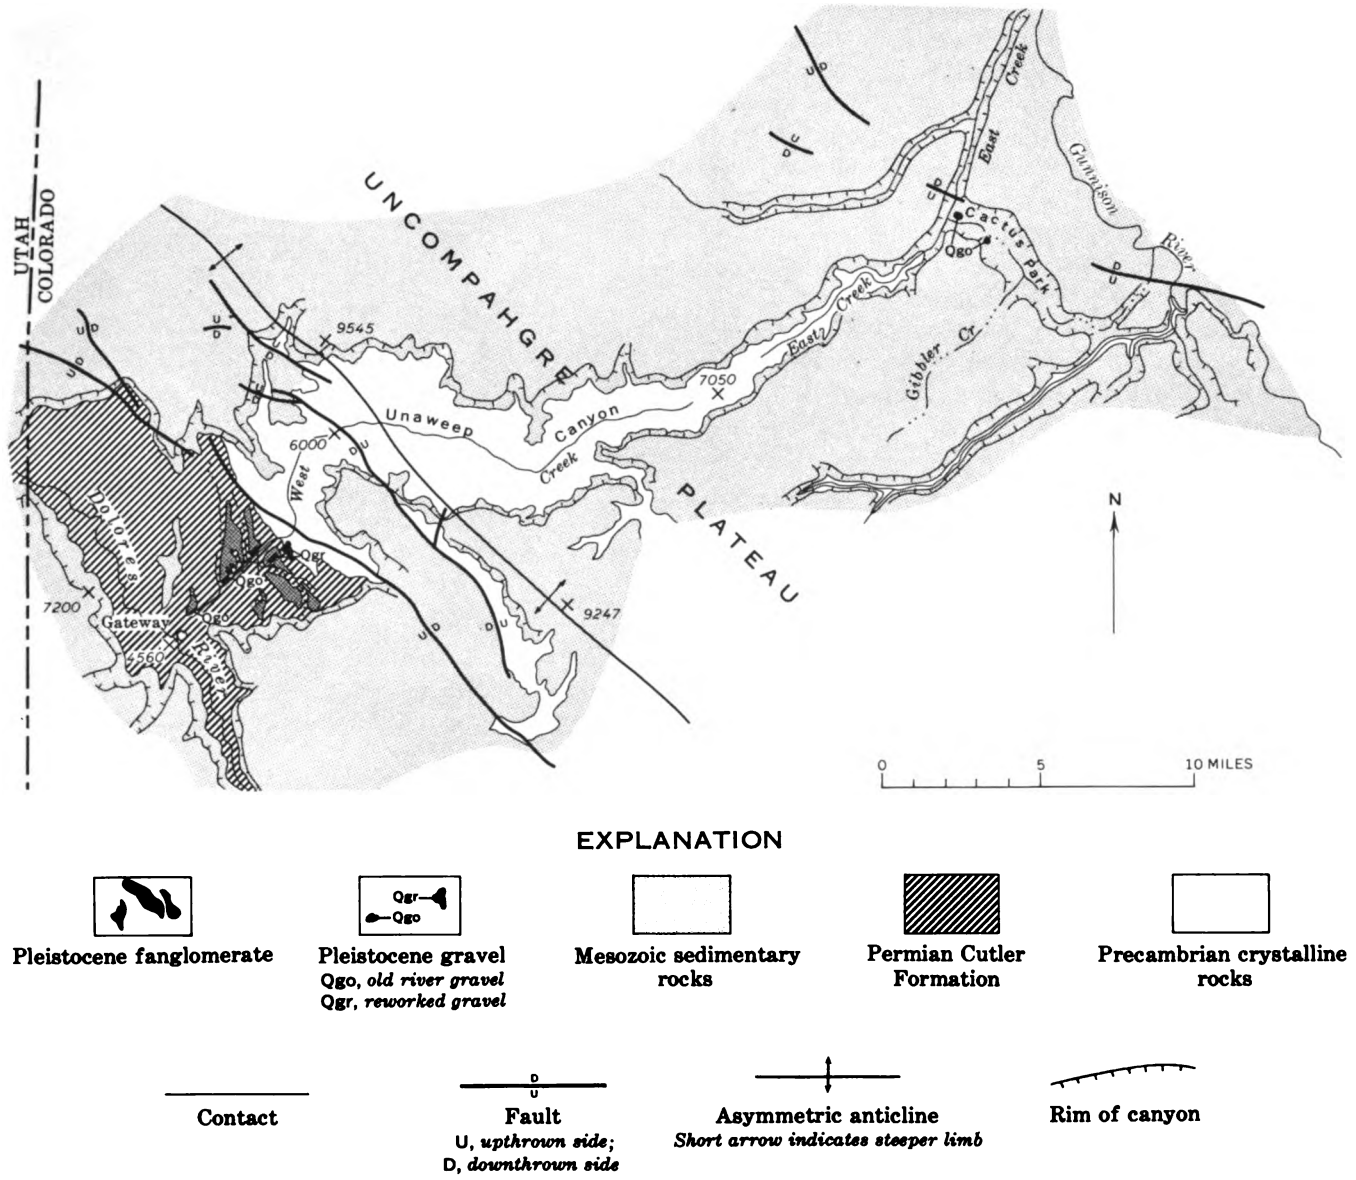 UTAH
COLORADO
UNCOMPAHGRE
PLATEAU
East
Creek
Gunnison
River
Cactus Park
Qgo
Gibbler Cr
East
Creek
9545
7050
Unaweep
Canyon
6000
West
Creek
Dolores
River
Qgr
Qgo
Qgo
7200
Gateway
4560
9247
U
D
U
D
D
U
D
U
U
D
U
D
U
D
D
U
D
U
D
U
D
U
N
0
5
10 MILES
EXPLANATION
Qgr
Qgo
Pleistocene fanglomerate
Pleistocene gravel
Qgo, old river gravel
Qgr, reworked gravel
Mesozoic sedimentary
rocks
Permian Cutler
Formation
Precambrian crystalline
rocks
Contact
D
U
Fault
U, upthrown side;
D, downthrown side
Asymmetric anticline
Short arrow indicates steeper limb
Rim of canyon